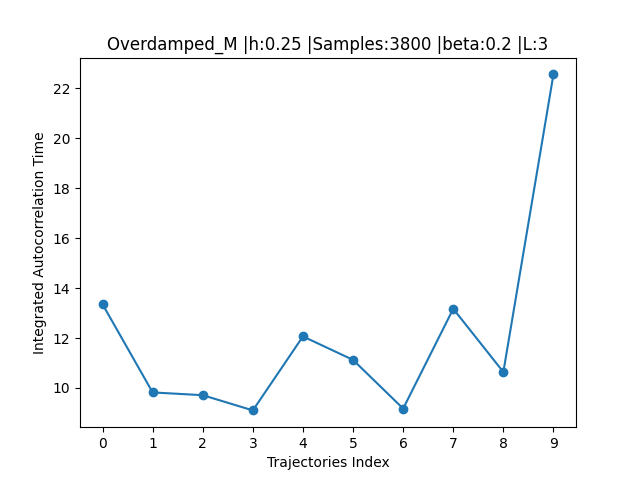 Overdamped_M |h:0.25 |Samples:3800 |beta:0.2 |L:3
Integrated Autocorrelation Time
22
20
18
16
14
12
10
0 1 2 3 4 5 6 7 8 9
Trajectories Index